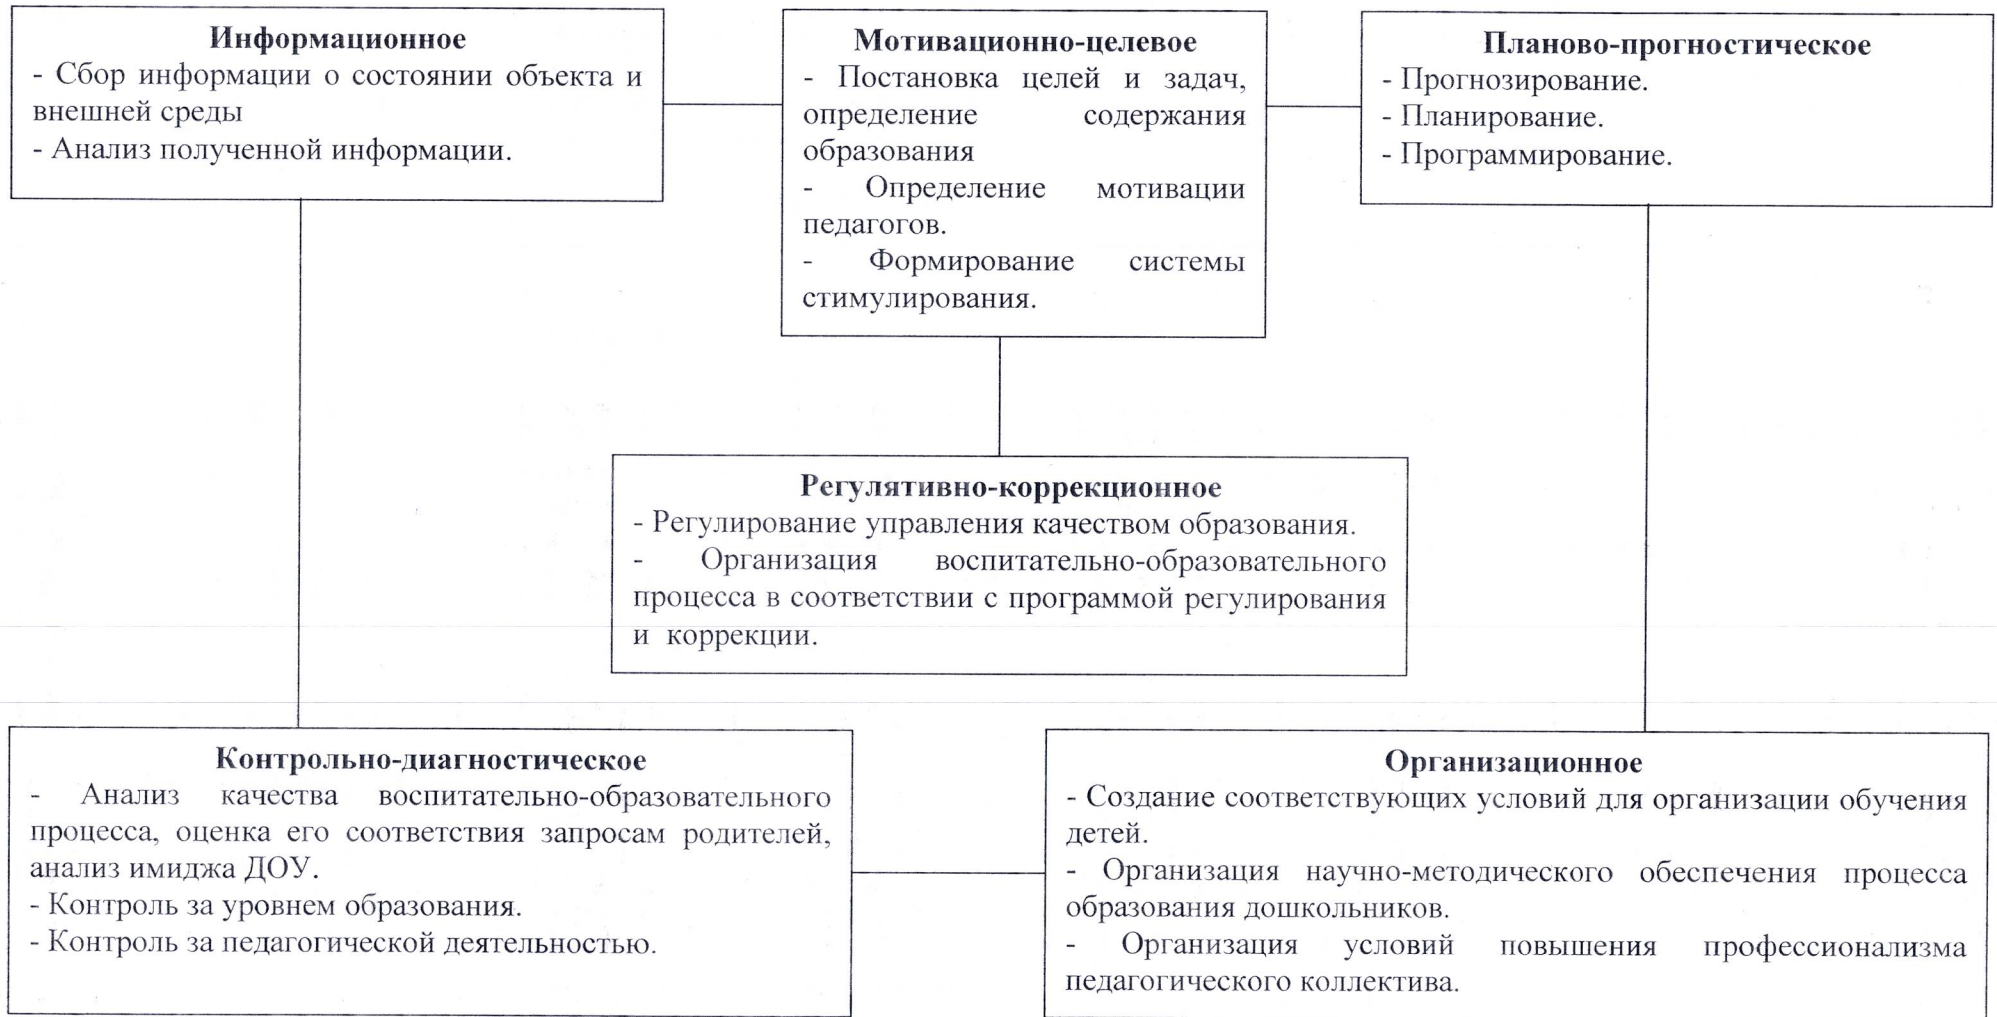 Информационное
- Сбор информации о состоянии объекта и
внешней среды
- Анализ полученной информации.
Мотивационно-целевое
- Постановка целей и задач,
определение содержания
образования
- Определение мотивации
педагогов.
- Формирование системы
стимулирования.
Планово-прогностическое
- Прогнозирование.
- Планирование.
- Программирование.
Регулятивно-коррекционное
- Регулирование управления качеством образования.
- Организация воспитательно-образовательного
процесса в соответствии с программой регулирования
и коррекции.
Контрольно-диагностическое
- Анализ качества воспитательно-образовательного
процесса, оценка его соответствия запросам родителей,
анализ имиджа ДОУ.
- Контроль за уровнем образования.
- Контроль за педагогической деятельностью.
Организационное
- Создание соответствующих условий для организации обучения
детей.
- Организация научно-методического обеспечения процесса
образования дошкольников.
- Организация условий повышения профессионализма
педагогического коллектива.